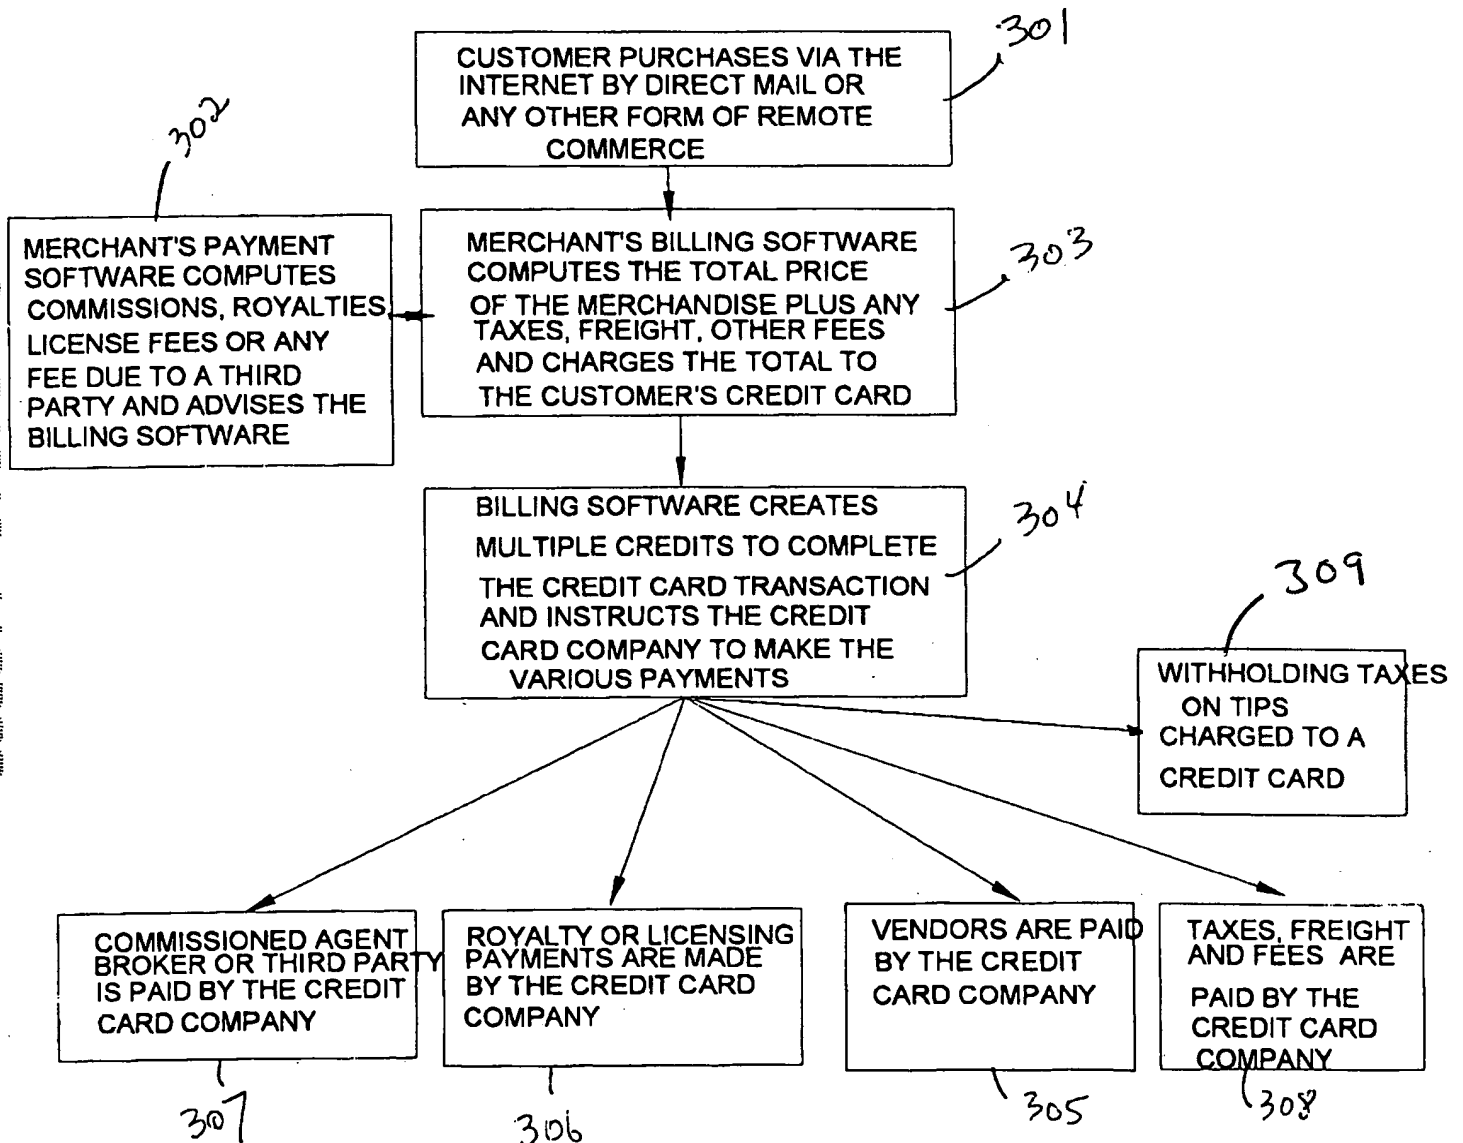 301
CUSTOMER PURCHASES VIA THE
INTERNET BY DIRECT MAIL OR
ANY OTHER FORM OF REMOTE
COMMERCE
302
MERCHANT'S PAYMENT
SOFTWARE COMPUTES
COMMISSIONS, ROYALTIES
LICENSE FEES OR ANY
FEE DUE TO A THIRD
PARTY AND ADVISES THE
BILLING SOFTWARE
303
MERCHANT'S BILLING SOFTWARE
COMPUTES THE TOTAL PRICE
OF THE MERCHANDISE PLUS ANY
TAXES, FREIGHT, OTHER FEES
AND CHARGES THE TOTAL TO
THE CUSTOMER'S CREDIT CARD
304
BILLING SOFTWARE CREATES
MULTIPLE CREDITS TO COMPLETE
THE CREDIT CARD TRANSACTION
AND INSTRUCTS THE CREDIT
CARD COMPANY TO MAKE THE
VARIOUS PAYMENTS
309
WITHHOLDING TAXES
ON TIPS
CHARGED TO A
CREDIT CARD
COMMISSIONED AGENT
BROKER OR THIRD PARTY
IS PAID BY THE CREDIT
CARD COMPANY
307
ROYALTY OR LICENSING
PAYMENTS ARE MADE
BY THE CREDIT CARD
COMPANY
306
VENDORS ARE PAID
BY THE CREDIT
CARD COMPANY
305
TAXES, FREIGHT
AND FEES ARE
PAID BY THE
CREDIT CARD
COMPANY
308